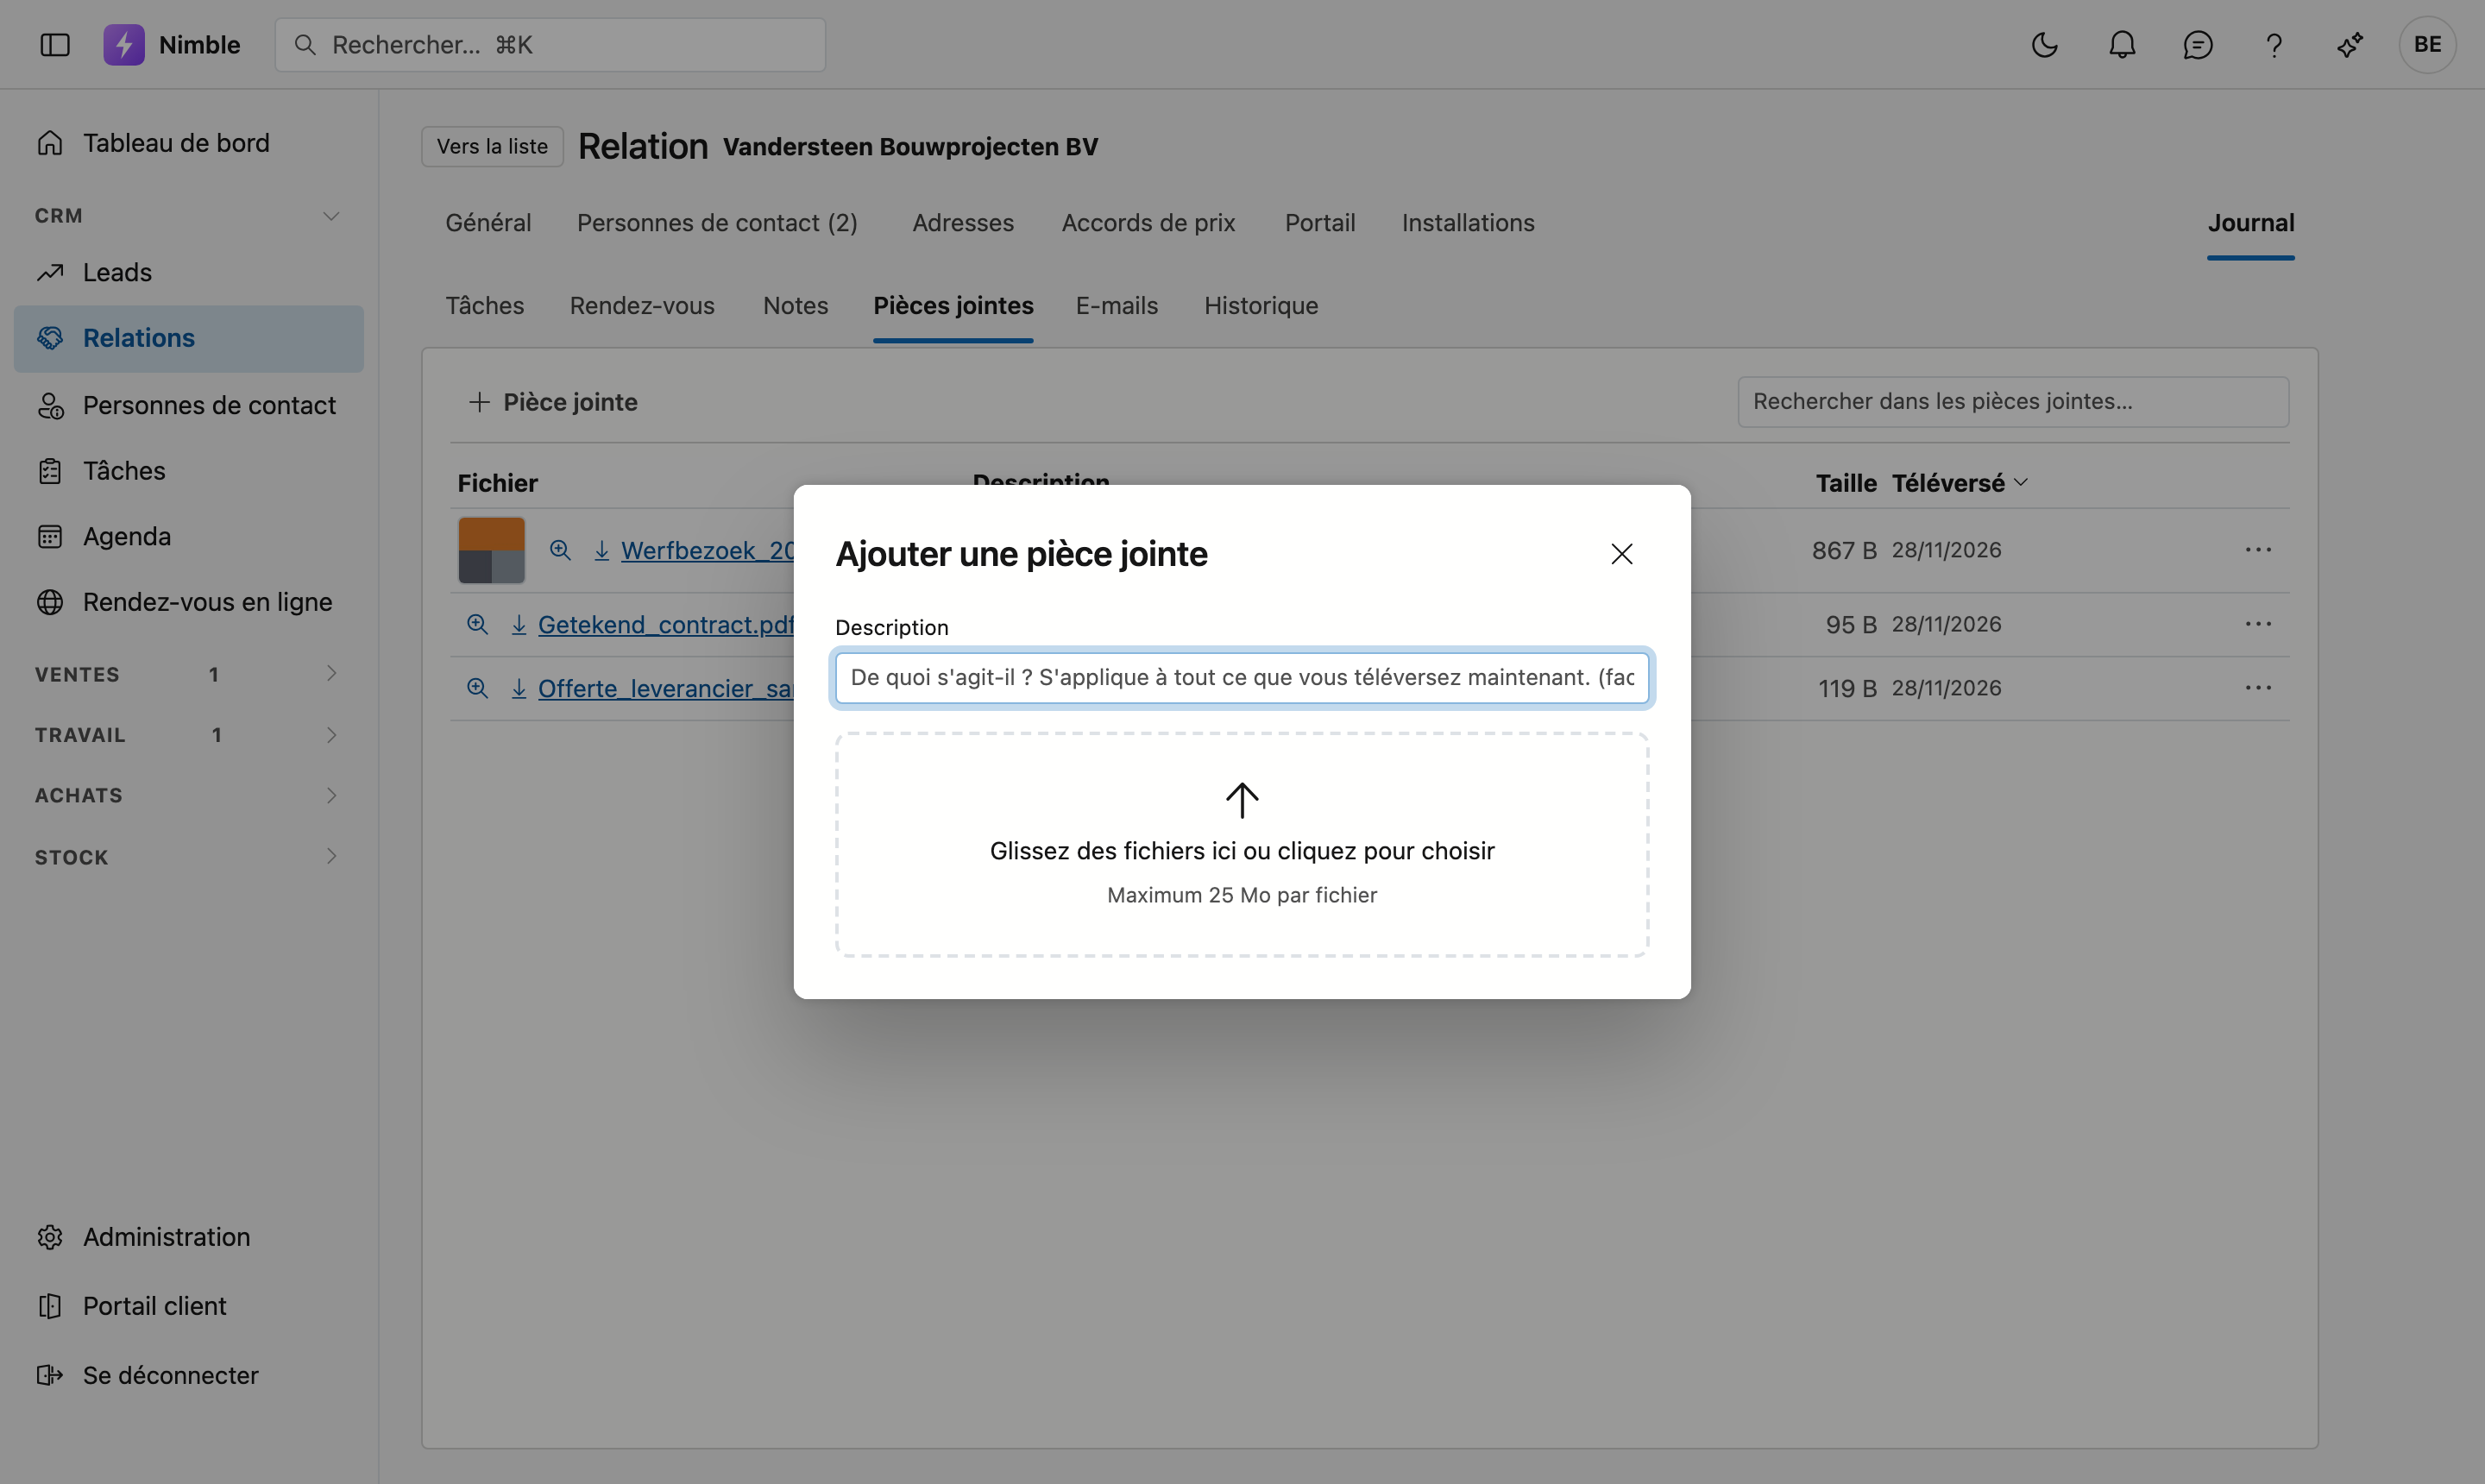 Nimble
Rechercher... ⌘K
BE
Tableau de bord
CRM
Leads
Relations
Personnes de contact
Tâches
Agenda
Rendez-vous en ligne
VENTES 1
TRAVAIL 1
ACHATS
STOCK
Administration
Portail client
Se déconnecter
Vers la liste Relation Vandersteen Bouwprojecten BV
Général Personnes de contact (2) Adresses Accords de prix Portail Installations Journal
Tâches Rendez-vous Notes Pièces jointes E-mails Historique
Pièce jointe Rechercher dans les pièces jointes...
Fichier Description Taille Téléversé
Werfbezoek_20 867 B 28/11/2026
Getekend_contract.pdf 95 B 28/11/2026
Offerte_leverancier_sa 119 B 28/11/2026
Ajouter une pièce jointe
Description
De quoi s'agit-il ? S'applique à tout ce que vous téléversez maintenant. (fac
Glissez des fichiers ici ou cliquez pour choisir
Maximum 25 Mo par fichier